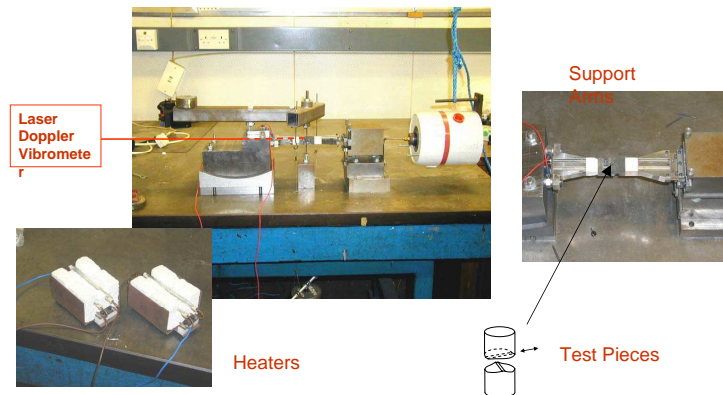 Support
Arms
Laser
Doppler
Vibromete
r
Heaters
Test Pieces